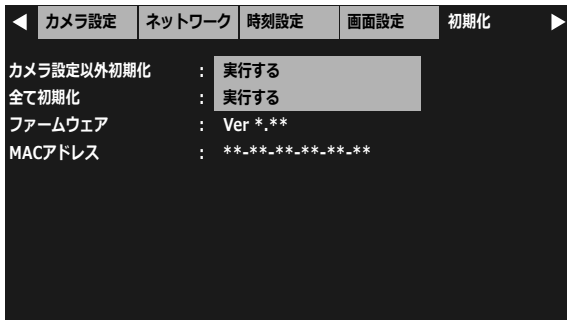 ◀ カメラ設定 ネットワーク 時刻設定 画面設定 初期化 ▶
カメラ設定以外初期化 : 実行する
全て初期化 : 実行する
ファームウェア : Ver *.**
MACアドレス : **-**-**-**-**-**